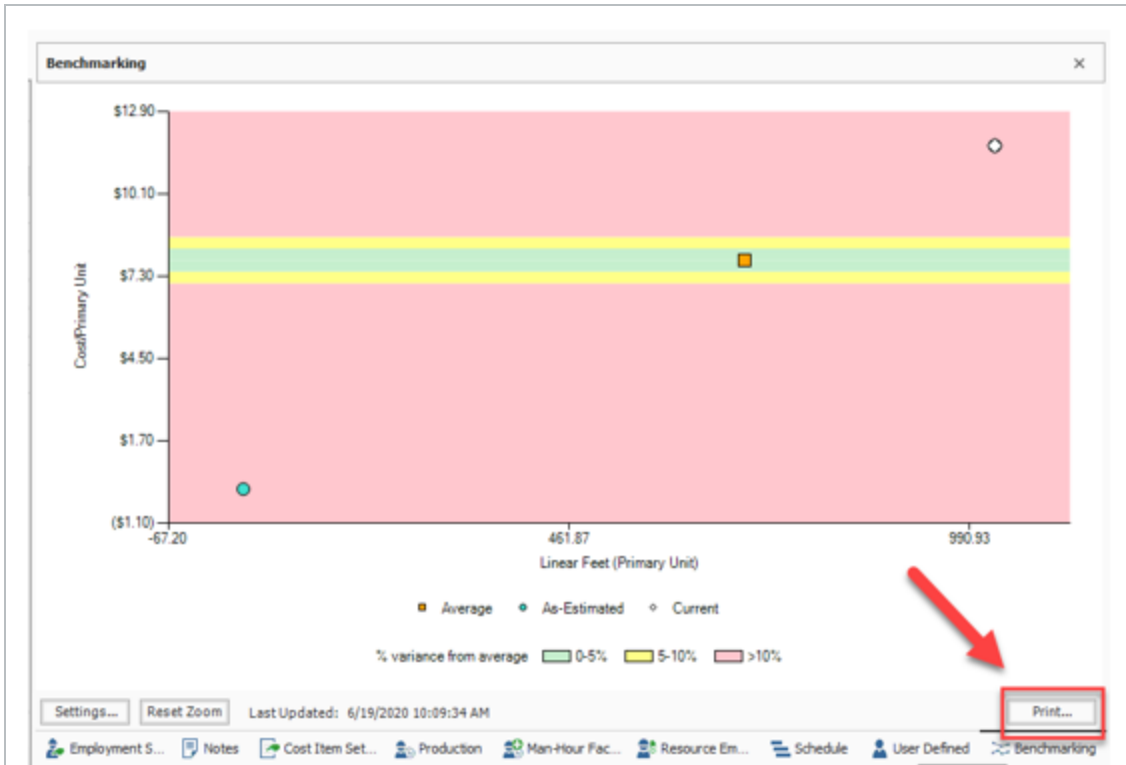 Benchmarking
$12.90
$10.10
$7.30
$4.50
$1.70
($1.10)
Cost/Primary Unit
-67.20 461.87 990.93
Linear Feet (Primary Unit)
Average As-Estimated Current
% variance from average 0-5% 5-10% >10%
Settings... Reset Zoom Last Updated: 6/19/2020 10:09:34 AM Print...
Employment S... Notes Cost Item Set... Production Man-Hour Fac... Resource Em... Schedule User Defined Benchmarking